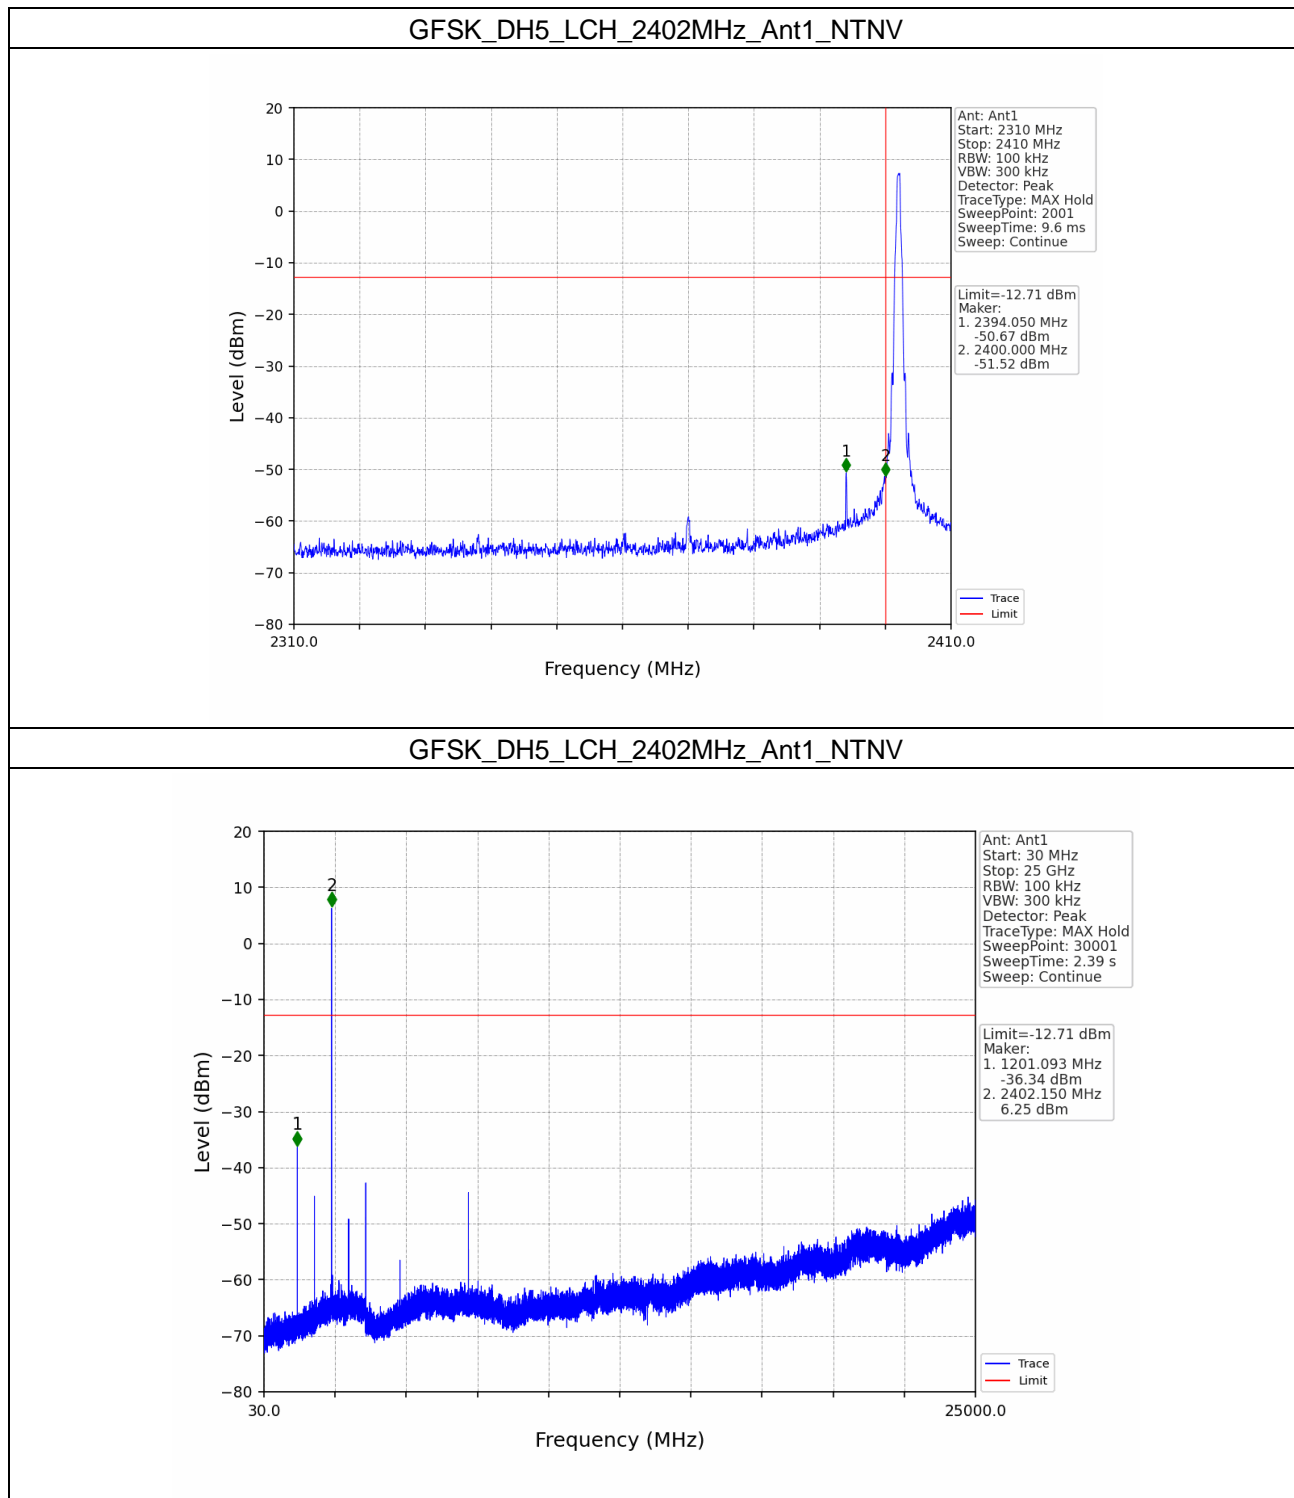 GFSK_DH5_LCH_2402MHz_Ant1_NTNV
20
10
0
−10
−20
−30
−40
−50
−60
−70
−80
Level (dBm)
1
2
2310.0
2410.0
Frequency (MHz)
Ant: Ant1
Start: 2310 MHz
Stop: 2410 MHz
RBW: 100 kHz
VBW: 300 kHz
Detector: Peak
TraceType: MAX Hold
SweepPoint: 2001
SweepTime: 9.6 ms
Sweep: Continue
Limit=-12.71 dBm
Maker:
1. 2394.050 MHz
-50.67 dBm
2. 2400.000 MHz
-51.52 dBm
Trace
Limit
GFSK_DH5_LCH_2402MHz_Ant1_NTNV
20
10
0
−10
−20
−30
−40
−50
−60
−70
−80
Level (dBm)
1
2
30.0
25000.0
Frequency (MHz)
Ant: Ant1
Start: 30 MHz
Stop: 25 GHz
RBW: 100 kHz
VBW: 300 kHz
Detector: Peak
TraceType: MAX Hold
SweepPoint: 30001
SweepTime: 2.39 s
Sweep: Continue
Limit=-12.71 dBm
Maker:
1. 1201.093 MHz
-36.34 dBm
2. 2402.150 MHz
6.25 dBm
Trace
Limit